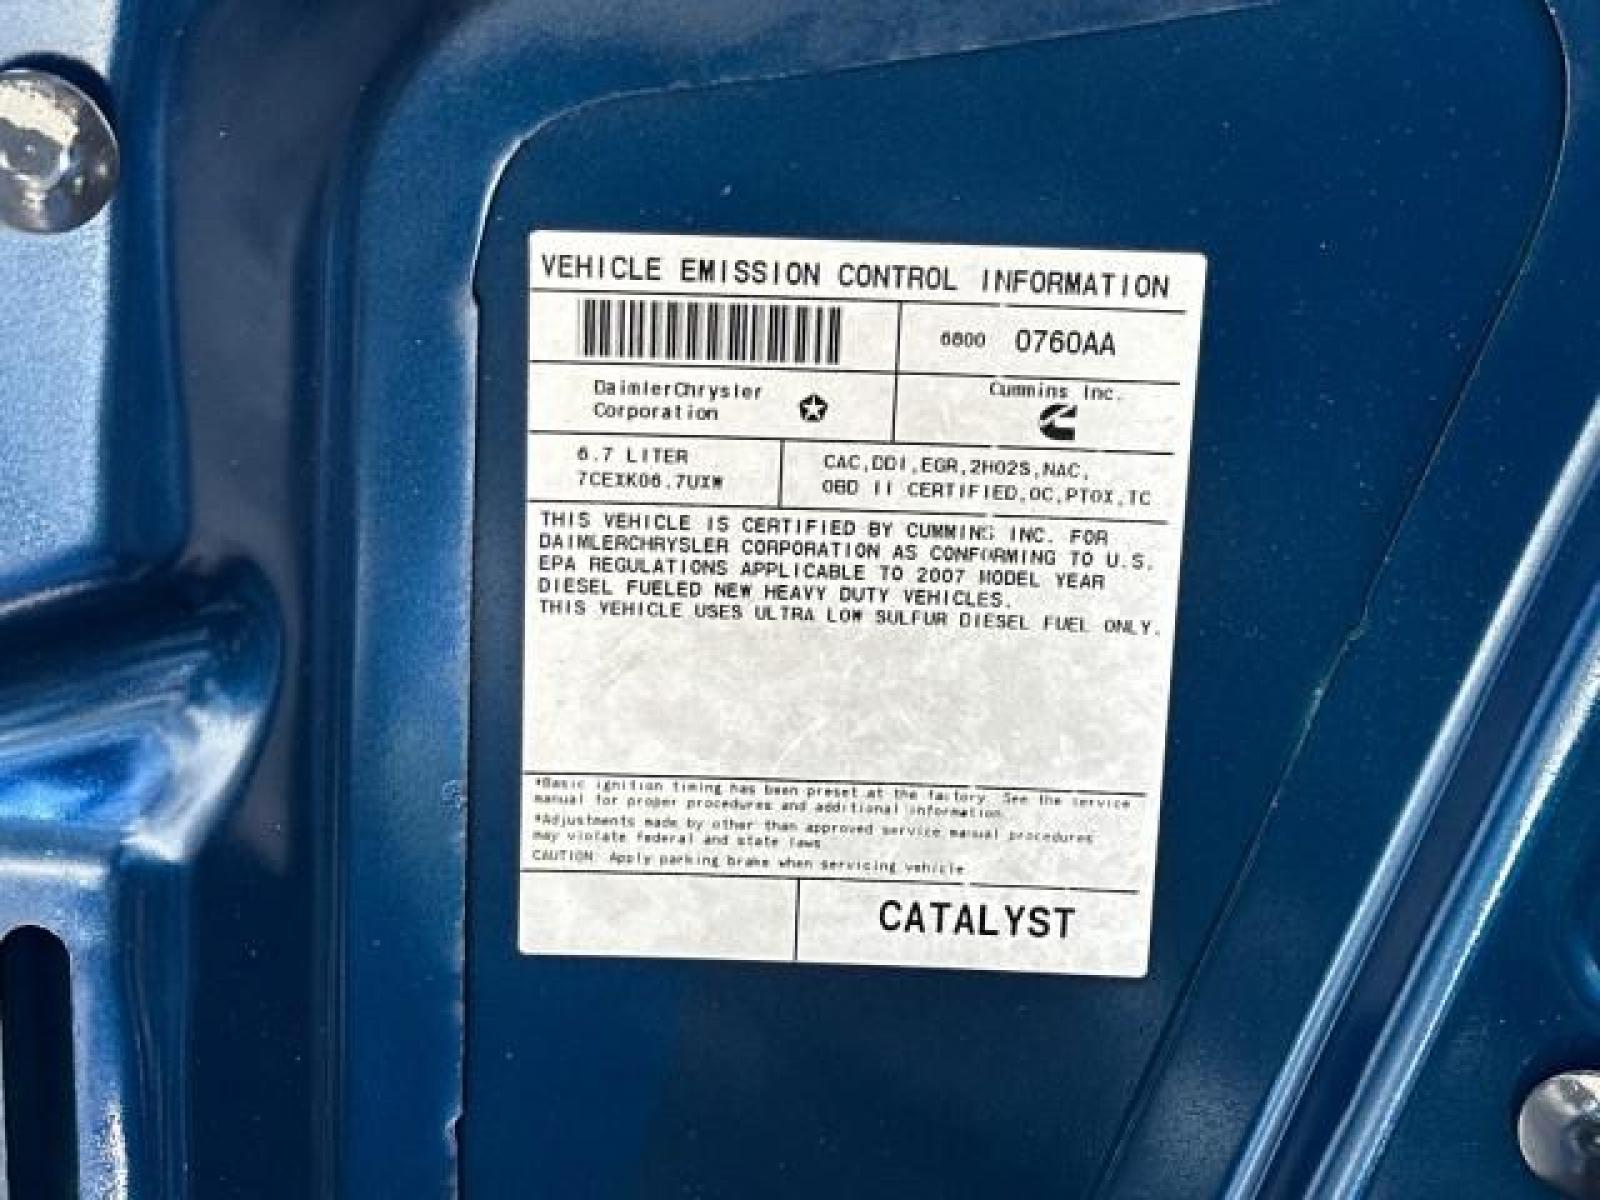 VEHICLE EMISSION CONTROL INFORMATION
6800 0760AA
DaimlerChrysler
Corporation
Cummins Inc.
6.7 LITER
7CEXK06.7UXW
CAC,DDI,EGR,2HO2S,NAC,
OBD II CERTIFIED,OC,PTOX,TC
THIS VEHICLE IS CERTIFIED BY CUMMINS INC. FOR
DAIMLERCHRYSLER CORPORATION AS CONFORMING TO U.S.
EPA REGULATIONS APPLICABLE TO 2007 MODEL YEAR
DIESEL FUELED NEW HEAVY DUTY VEHICLES.
THIS VEHICLE USES ULTRA LOW SULFUR DIESEL FUEL ONLY.
*Basic ignition timing has been preset at the factory. See the service
manual for proper procedures and additional information.
*Adjustments made by other than approved service manual procedures
may violate federal and state laws
CAUTION: Apply parking brake when servicing vehicle
CATALYST